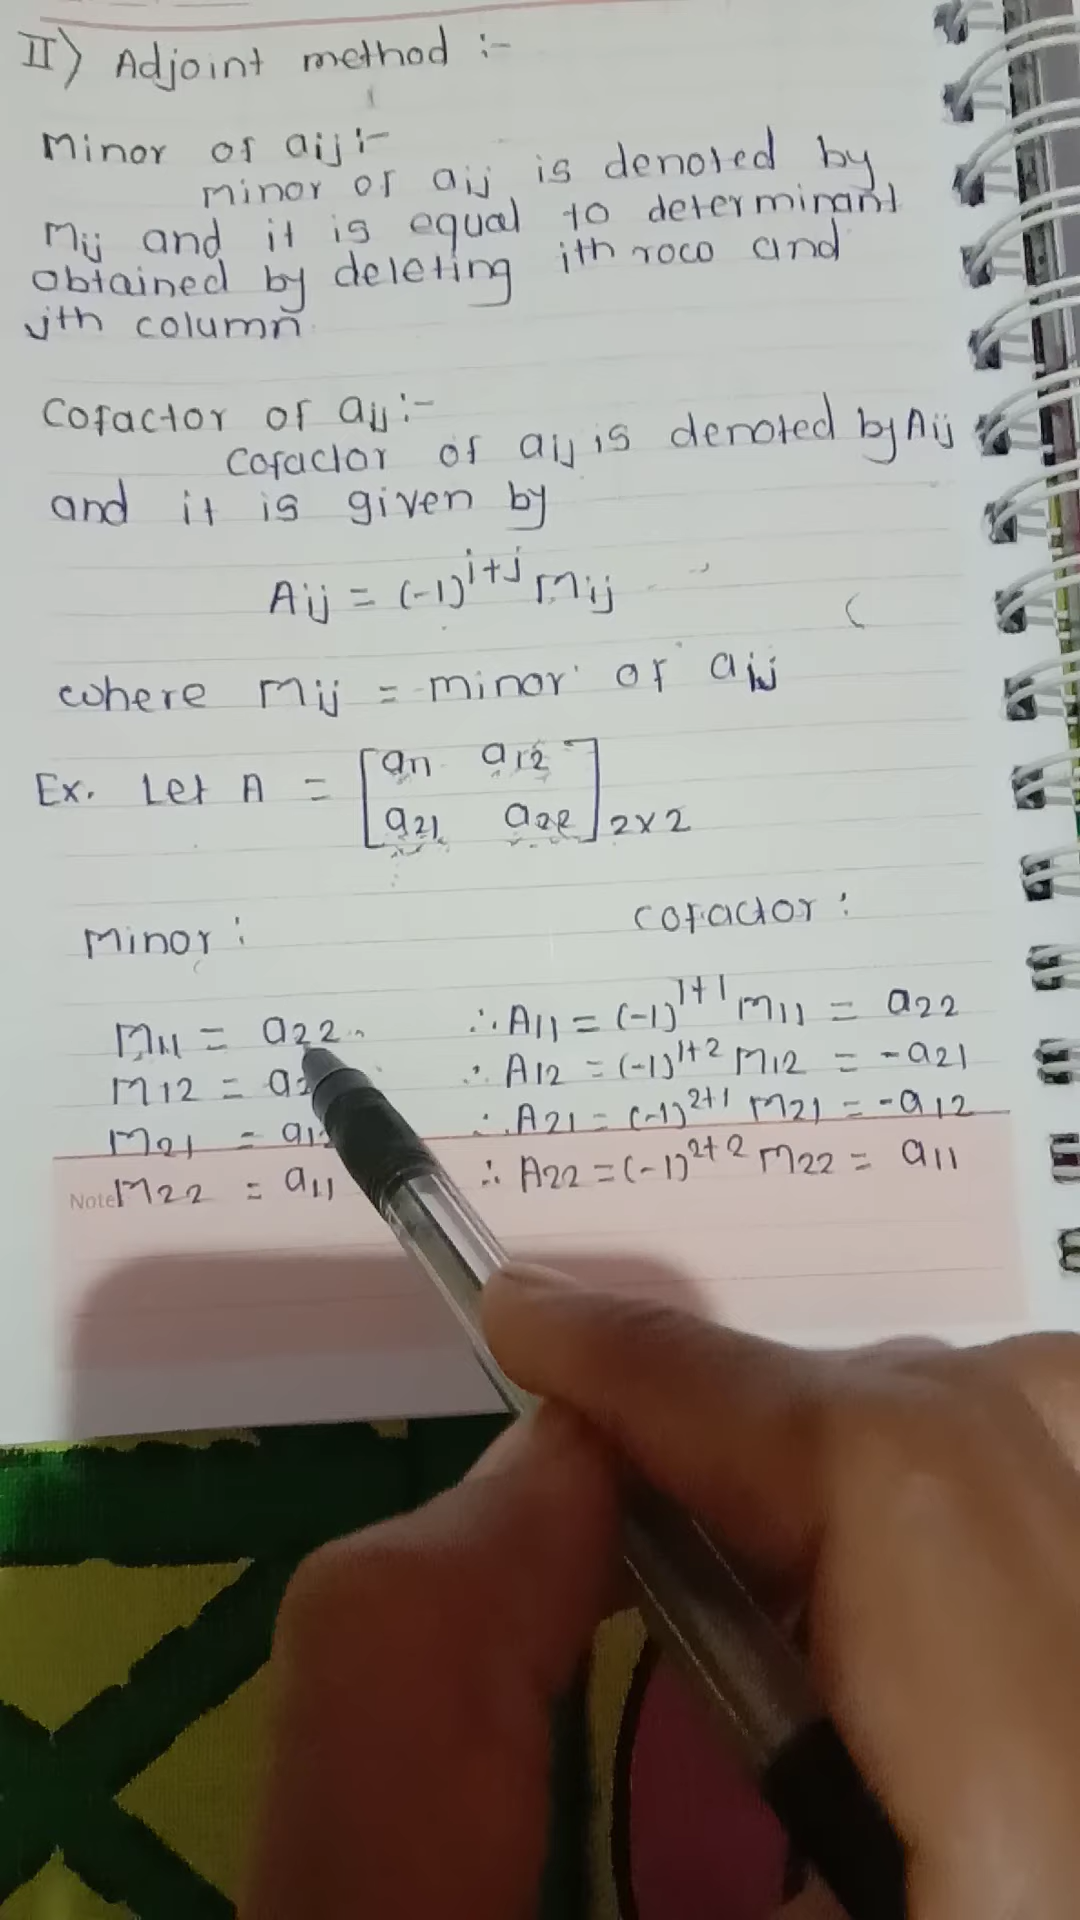 II) Adjoint method :-
Minor of aij :-
minor of aij is denoted by
Mij and it is equal to determinant
obtained by deleting ith row and
jth column
Cofactor of aij :-
cofactor of aij is denoted by Aij
and it is given by
Aij = (-1)^i+j Mij
where Mij = minor of aij
Ex. Let A = [a11 a12
a21 a22] 2x2
Minor : cofactor :
M11 = a22 ∴ A11 = (-1)^1+1 M11 = a22
M12 = ∴ A12 = (-1)^1+2 M12 = -a21
M21 = ∴ A21 = (-1)^2+1 M21 = -a12
Note M22 = a11 ∴ A22 = (-1)^2+2 M22 = a11